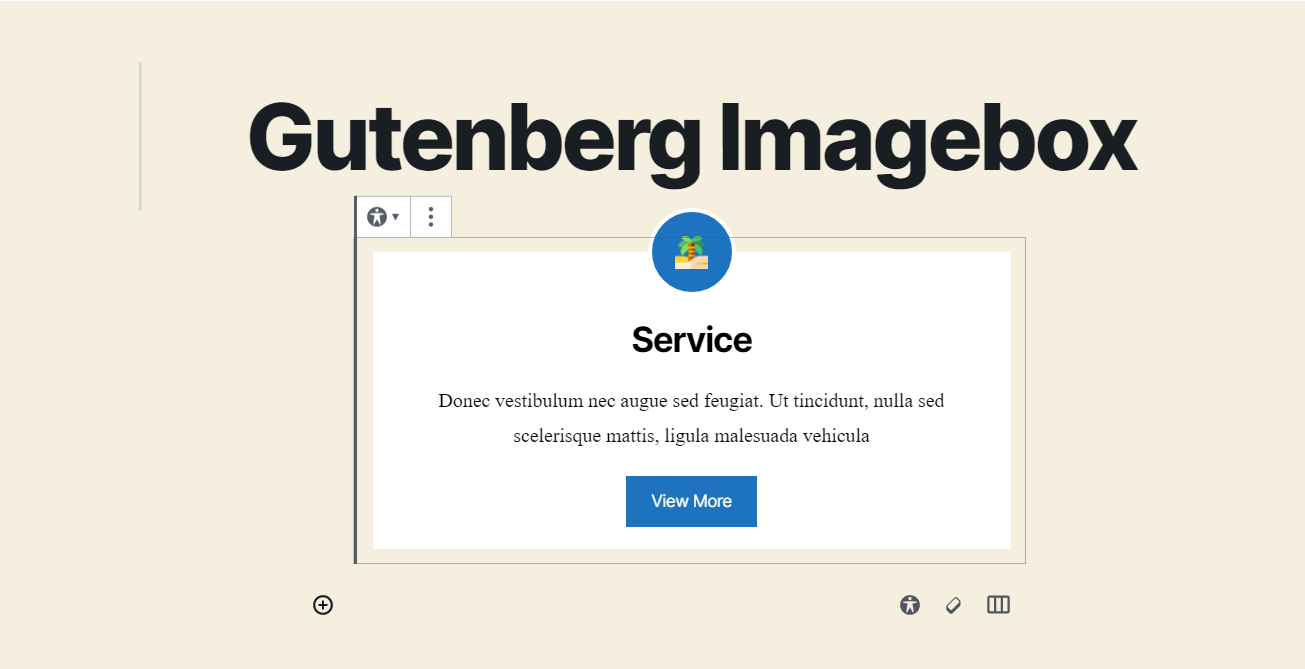 Gutenberg Imagebox
Service
Donec vestibulum nec augue sed feugiat. Ut tincidunt, nulla sed
scelerisque mattis, ligula malesuada vehicula
View More